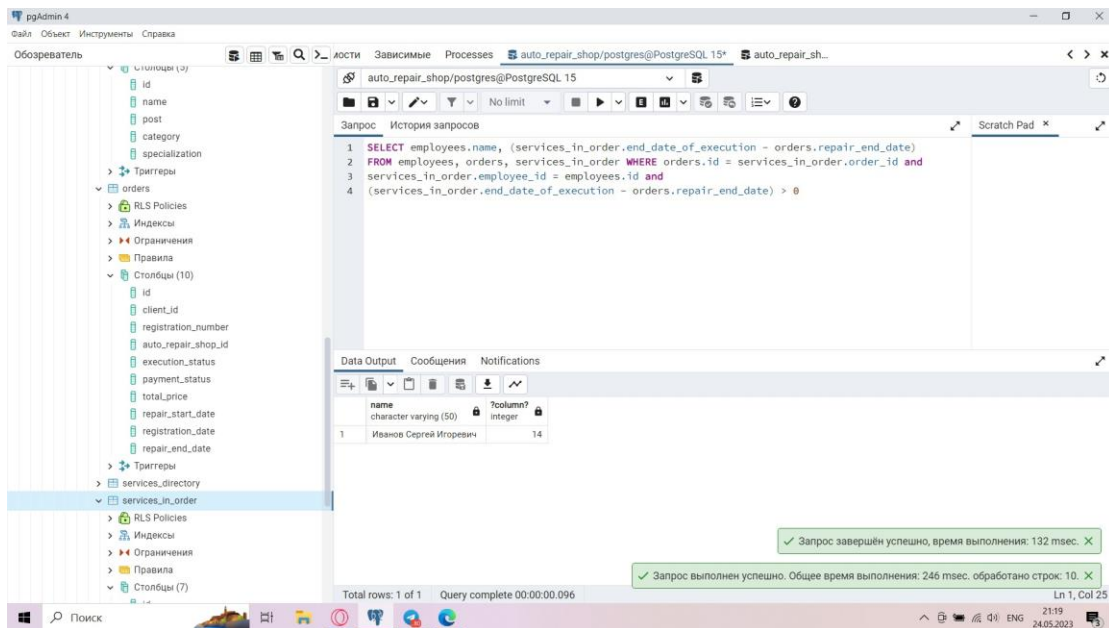 pgAdmin 4
Файл Объект Инструменты Справка
Обозреватель
мости Зависимые Processes auto_repair_shop/postgres@PostgreSQL 15* auto_repair_sh...
Столбцы (5)
id
name
post
category
specialization
Триггеры
orders
RLS Policies
Индексы
Ограничения
Правила
Столбцы (10)
id
client_id
registration_number
auto_repair_shop_id
execution_status
payment_status
total_price
repair_start_date
registration_date
repair_end_date
Триггеры
services_directory
services_in_order
RLS Policies
Индексы
Ограничения
Правила
Столбцы (7)
auto_repair_shop/postgres@PostgreSQL 15
No limit
Запрос История запросов
Scratch Pad
1 SELECT employees.name, (services_in_order.end_date_of_execution - orders.repair_end_date)
2 FROM employees, orders, services_in_order WHERE orders.id = services_in_order.order_id and
3 services_in_order.employee_id = employees.id and
4 (services_in_order.end_date_of_execution - orders.repair_end_date) > 0
Data Output Сообщения Notifications
name ?column?
character varying (50) integer
1 Иванов Сергей Игоревич 14
Запрос завершён успешно, время выполнения: 132 msec.
Запрос выполнен успешно. Общее время выполнения: 246 msec. обработано строк: 10.
Total rows: 1 of 1 Query complete 00:00:00.096 Ln 1, Col 25
Поиск
ENG
21:19
24.05.2023